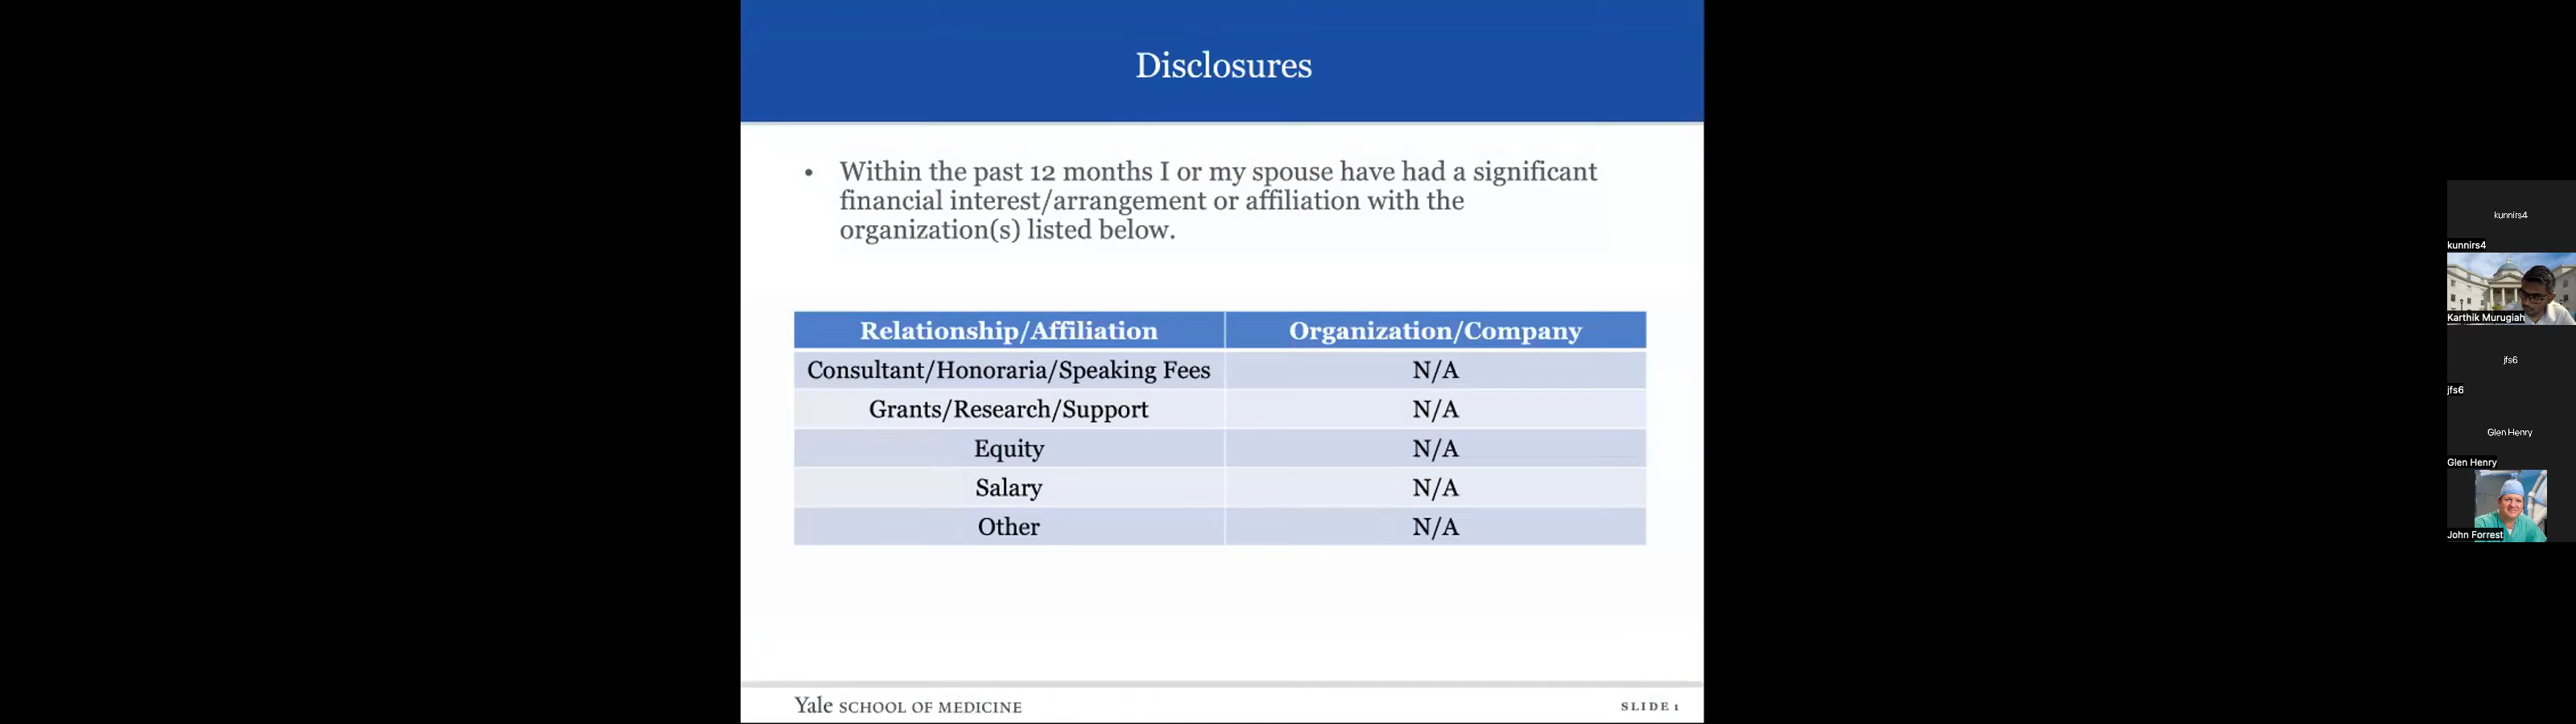 Disclosures
• Within the past 12 months I or my spouse have had a significant
financial interest/arrangement or affiliation with the
organization(s) listed below.
Relationship/Affiliation Organization/Company
Consultant/Honoraria/Speaking Fees N/A
Grants/Research/Support N/A
Equity N/A
Salary N/A
Other N/A
Yale SCHOOL OF MEDICINE
SLIDE 1
kunnirs4
kunnirs4
Karthik Murugiah
jfs6
jfs6
Glen Henry
Glen Henry
John Forrest